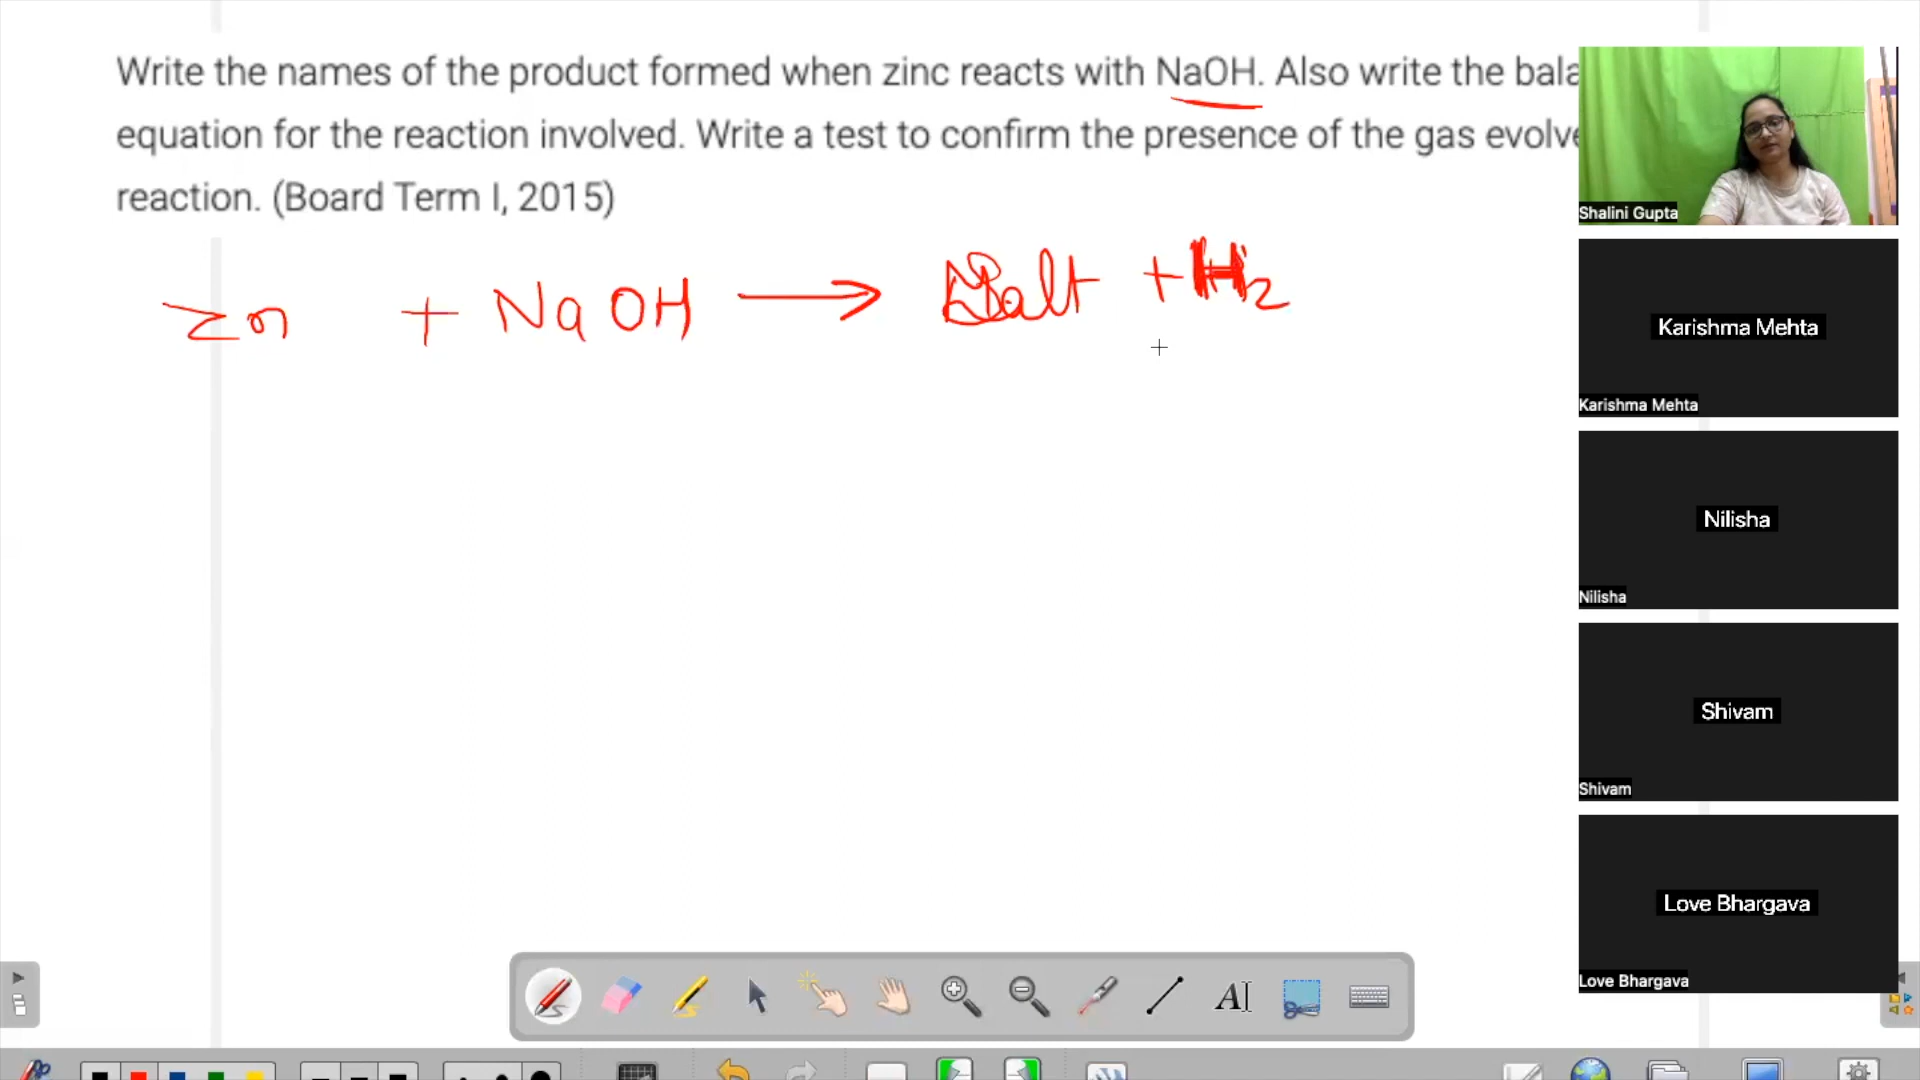 Write the names of the product formed when zinc reacts with NaOH. Also write the bala
equation for the reaction involved. Write a test to confirm the presence of the gas evolve
reaction. (Board Term I, 2015)
Zn + NaOH → Salt + H2
Shalini Gupta
Karishma Mehta
Karishma Mehta
Nilisha
Nilisha
Shivam
Shivam
Love Bhargava
Love Bhargava
AI